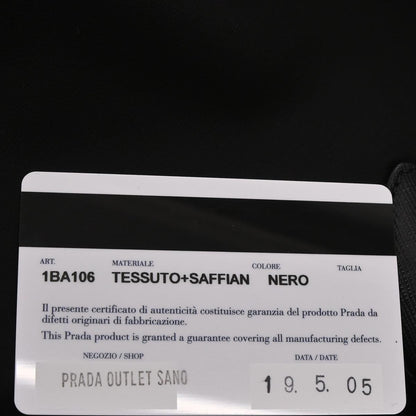 ART. MATERIALE COLORE TAGLIA
1BA106 TESSUTO+SAFFIAN NERO
Il presente certificato di autenticità costituisce garanzia del prodotto Prada da
difetti originari di fabbricazione.
This Prada product is granted a guarantee covering all manufacturing defects.
NEGOZIO / SHOP DATA / DATE
PRADA OUTLET SANO 19. 5. 05